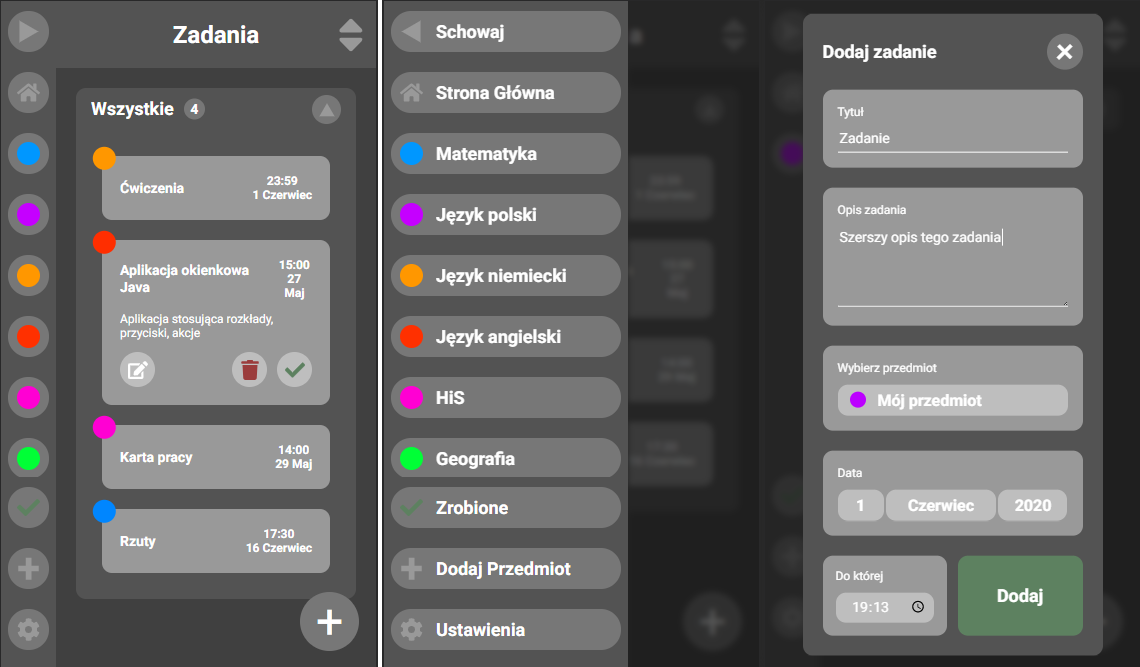 Zadania
Wszystkie 4
Ćwiczenia
23:59
1 Czerwiec
Aplikacja okienkowa
Java
15:00
27
Maj
Aplikacja stosująca rozkłady,
przyciski, akcje
Karta pracy
14:00
29 Maj
Rzuty
17:30
16 Czerwiec
Schowaj
Strona Główna
Matematyka
Język polski
Język niemiecki
Język angielski
HiS
Geografia
Zrobione
Dodaj Przedmiot
Ustawienia
Dodaj zadanie
Tytuł
Zadanie
Opis zadania
Szerszy opis tego zadania
Wybierz przedmiot
Mój przedmiot
Data
1 Czerwiec 2020
Do której
19:13
Dodaj